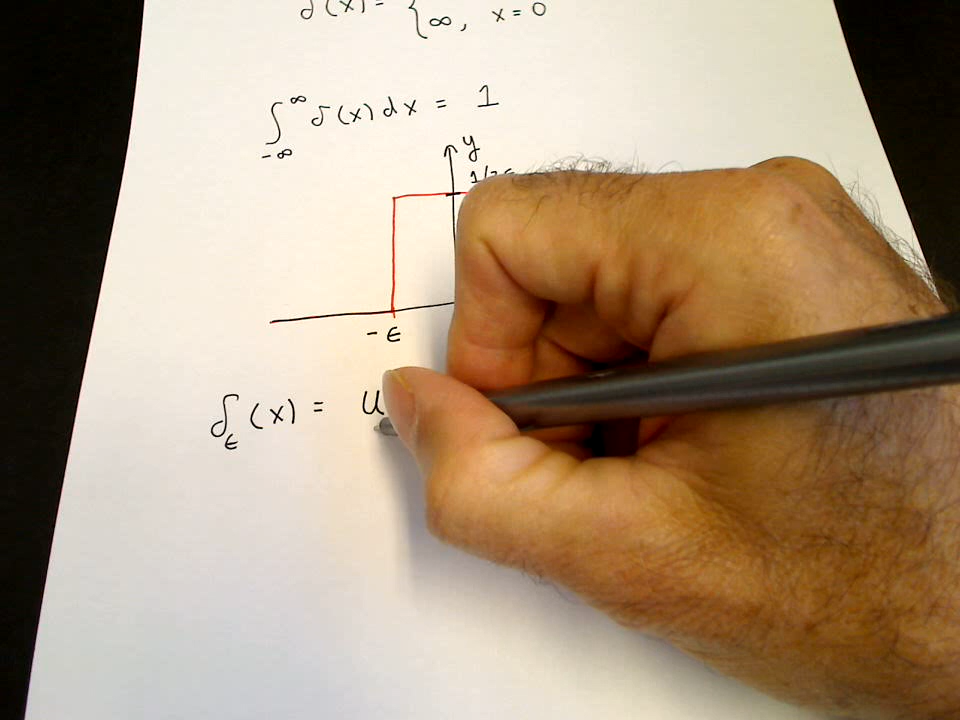 δ(x) = {
∞, x = 0
∫_{-∞}^{∞} δ(x) dx = 1
y
-ε
δ_ε(x) = u